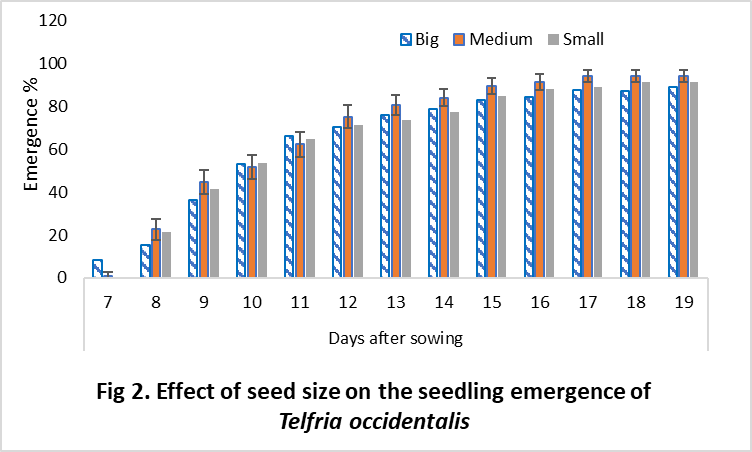 120
100
80
60
40
20
0
Emergence %
Big Medium Small
7 8 9 10 11 12 13 14 15 16 17 18 19
Days after sowing
Fig 2. Effect of seed size on the seedling emergence of
Telfria occidentalis